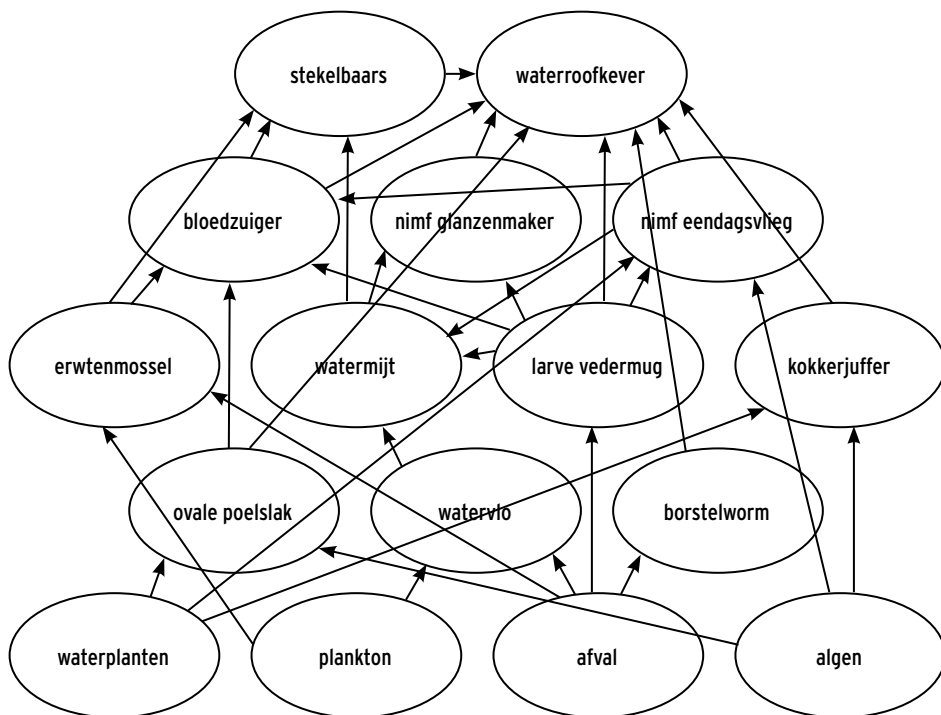 stekelbaars
waterroofkever
bloedzuiger
nimf glanzenmaker
nimf eendagsvlieg
erwtenmossel
watermijt
larve vedermug
kokkerjuffer
ovale poelslak
watervlo
borstelworm
waterplanten
plankton
afval
algen